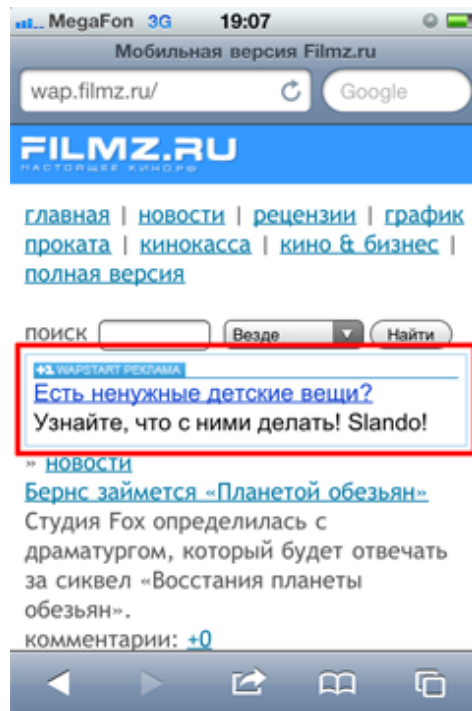 MegaFon 3G 19:07
Мобильная версия Filmz.ru
wap.filmz.ru/ Google
FILMZ.RU
НАСТОЯЩЕЕ КИНО.РФ
главная | новости | рецензии | график
проката | кинокасса | кино & бизнес |
полная версия
поиск Везде Найти
+1 WAPSTART РЕКЛАМА
Есть ненужные детские вещи?
Узнайте, что с ними делать! Slando!
» новости
Бернс займется «Планетой обезьян»
Студия Fox определилась с
драматургом, который будет отвечать
за сиквел «Восстания планеты
обезьян».
комментарии: +0